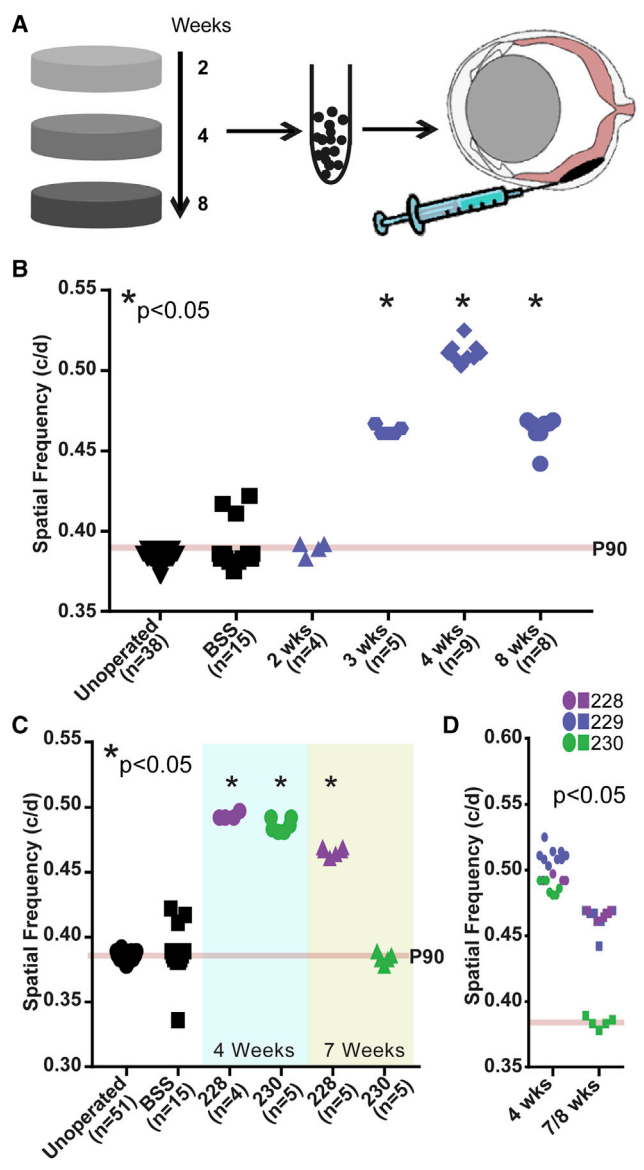 A
Weeks
2
4
8
B
Spatial Frequency (c/d)
0.55
0.50
0.45
0.40
0.35
* p<0.05
* * *
P90
Unoperated (n=38)
BSS (n=15)
2 wks (n=4)
3 wks (n=5)
4 wks (n=9)
8 wks (n=8)
C
Spatial Frequency (c/d)
0.55
0.50
0.45
0.40
0.35
0.30
* p<0.05
* * *
P90
4 Weeks
7 Weeks
Unoperated (n=51)
BSS (n=15)
228 (n=4)
230 (n=5)
228 (n=5)
230 (n=5)
D
228
229
230
Spatial Frequency (c/d)
0.60
0.55
0.50
0.45
0.40
0.35
p<0.05
4 wks
7/8 wks